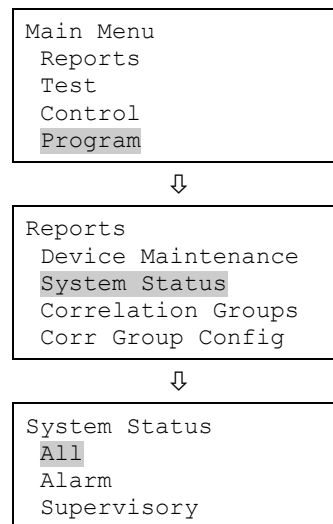 Main Menu
Reports
Test
Control
Program
⇩
Reports
Device Maintenance
System Status
Correlation Groups
Corr Group Config
⇩
System Status
All
Alarm
Supervisory